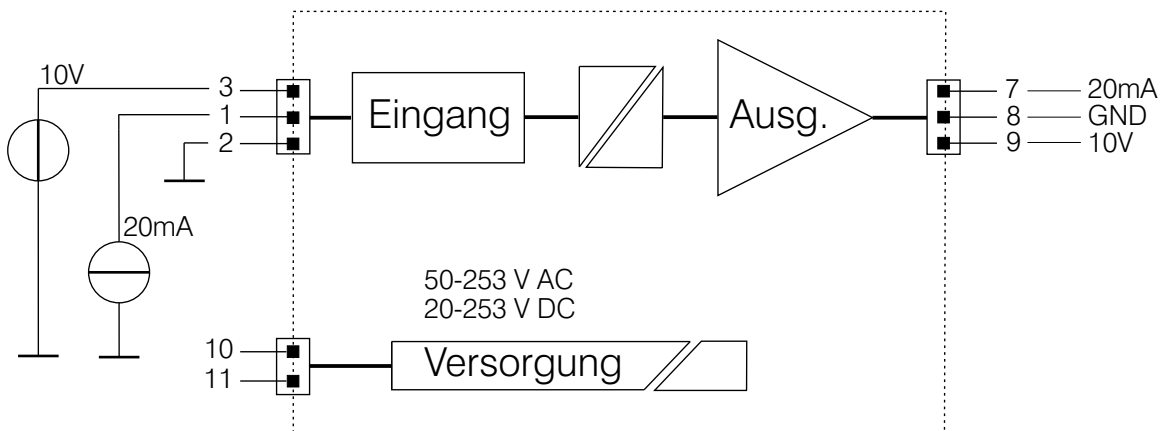 10V
3
1
2
20mA
Eingang
Ausg.
7 20mA
8 GND
9 10V
50-253 V AC
20-253 V DC
10
11
Versorgung